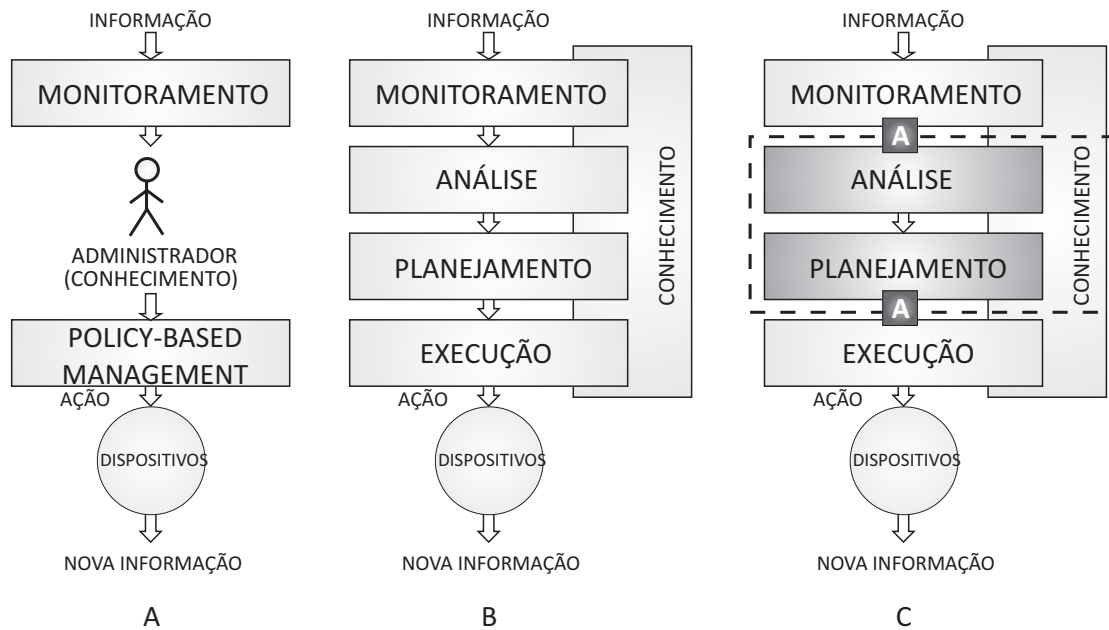 INFORMAÇÃO
MONITORAMENTO
ADMINISTRADOR
(CONHECIMENTO)
POLICY-BASED
MANAGEMENT
AÇÃO
DISPOSITIVOS
NOVA INFORMAÇÃO
A
INFORMAÇÃO
MONITORAMENTO
ANÁLISE
PLANEJAMENTO
EXECUÇÃO
CONHECIMENTO
AÇÃO
DISPOSITIVOS
NOVA INFORMAÇÃO
B
INFORMAÇÃO
MONITORAMENTO
A
ANÁLISE
PLANEJAMENTO
A
EXECUÇÃO
CONHECIMENTO
AÇÃO
DISPOSITIVOS
NOVA INFORMAÇÃO
C